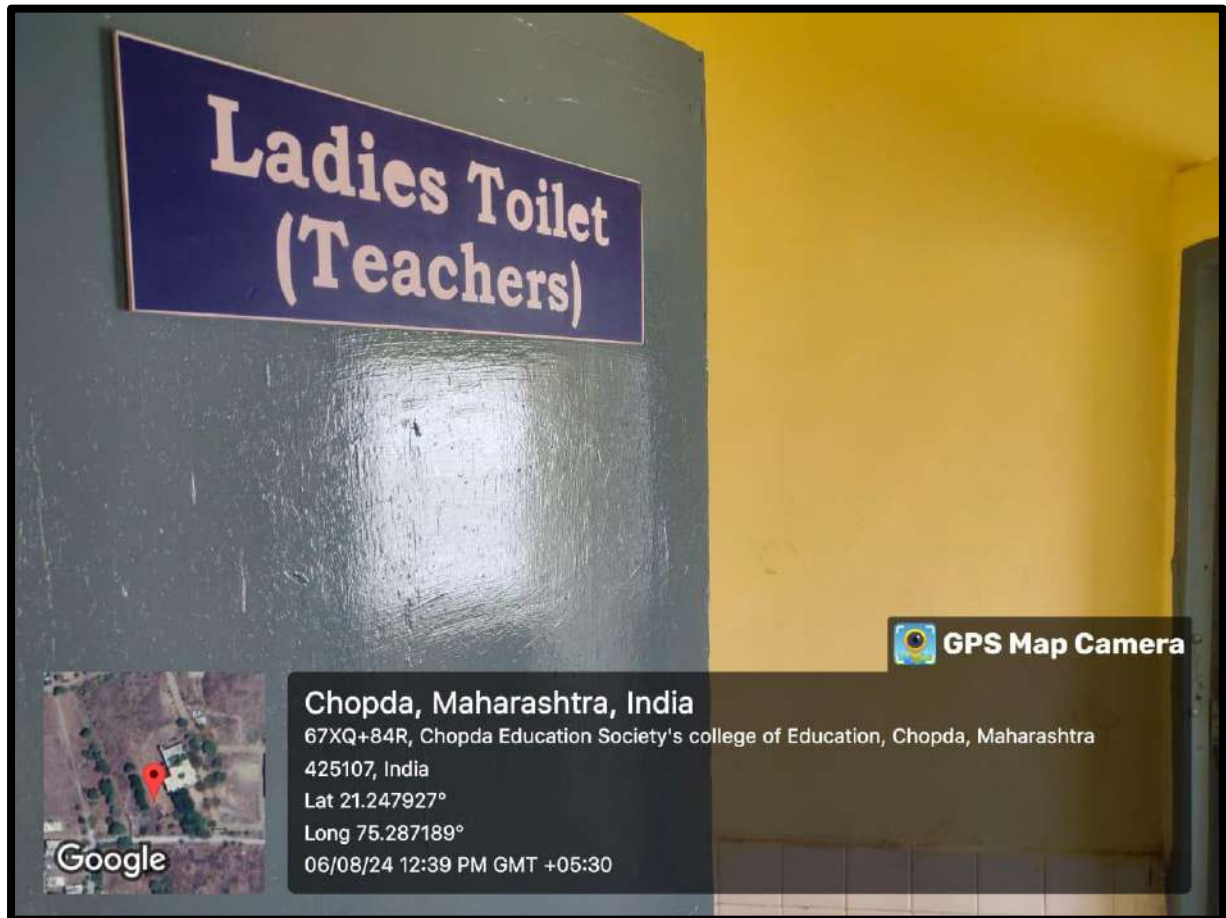 Ladies Toilet
(Teachers)
GPS Map Camera
Chopda, Maharashtra, India
67XQ+84R, Chopda Education Society's college of Education, Chopda, Maharashtra
425107, India
Lat 21.247927°
Long 75.287189°
06/08/24 12:39 PM GMT +05:30
Google